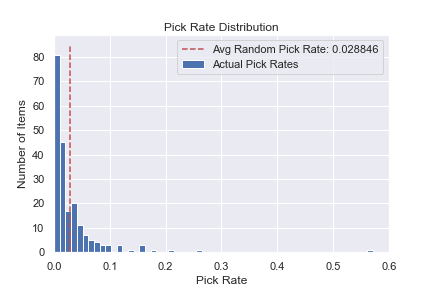 Pick Rate Distribution
Avg Random Pick Rate: 0.028846
Actual Pick Rates
Number of Items
80
70
60
50
40
30
20
10
0
0.0 0.1 0.2 0.3 0.4 0.5 0.6
Pick Rate